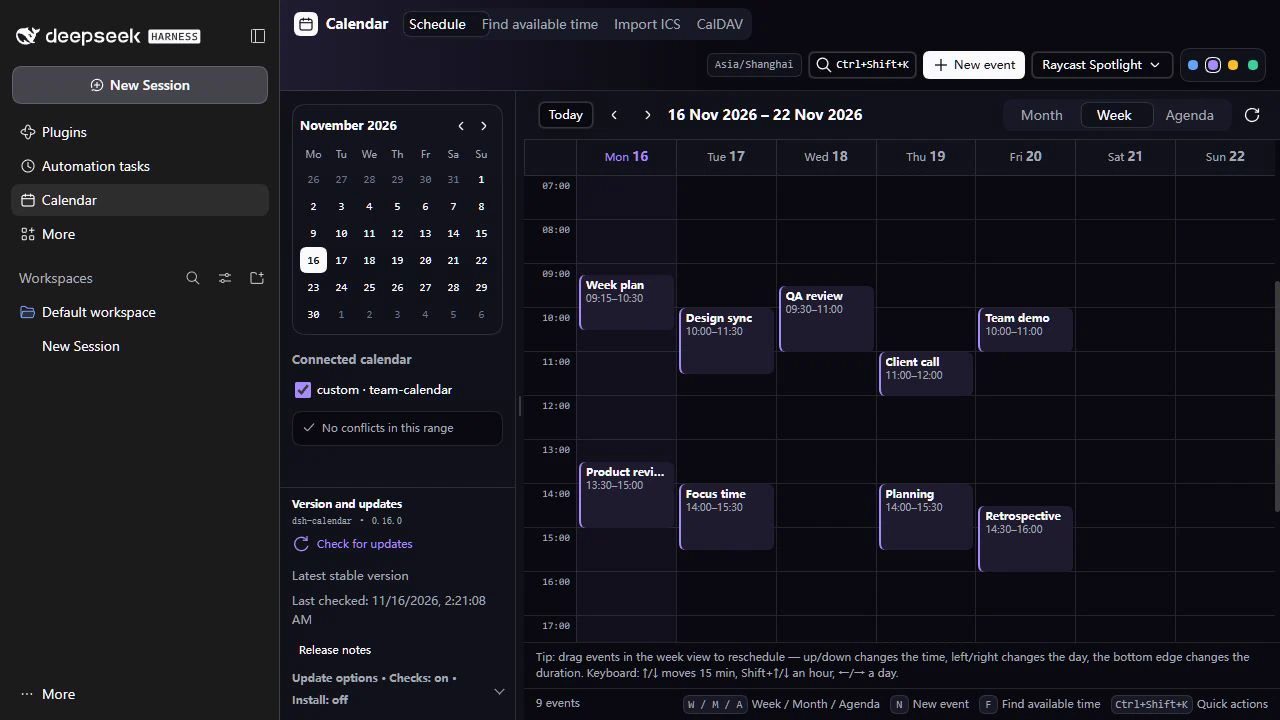 deepseek HARNESS
New Session
Plugins
Automation tasks
Calendar
More
Workspaces
Default workspace
New Session
More
Calendar
Schedule
Find available time
Import ICS
CalDAV
Asia/Shanghai
Ctrl+Shift+K
New event
Raycast Spotlight
November 2026
Mo Tu We Th Fr Sa Su
26 27 28 29 30 31 1
2 3 4 5 6 7 8
9 10 11 12 13 14 15
16 17 18 19 20 21 22
23 24 25 26 27 28 29
30 1 2 3 4 5 6
Connected calendar
custom · team-calendar
No conflicts in this range
Version and updates
dsh-calendar • 0.16.0
Check for updates
Latest stable version
Last checked: 11/16/2026, 2:21:08
AM
Release notes
Update options • Checks: on •
Install: off
Today
16 Nov 2026 – 22 Nov 2026
Month
Week
Agenda
Mon 16
Tue 17
Wed 18
Thu 19
Fri 20
Sat 21
Sun 22
07:00
08:00
09:00
10:00
11:00
12:00
13:00
14:00
15:00
16:00
17:00
Week plan
09:15–10:30
Product revi...
13:30–15:00
Design sync
10:00–11:30
Focus time
14:00–15:30
QA review
09:30–11:00
Client call
11:00–12:00
Planning
14:00–15:30
Team demo
10:00–11:00
Retrospective
14:30–16:00
Tip: drag events in the week view to reschedule — up/down changes the time, left/right changes the day, the bottom edge changes the
duration. Keyboard: ↑/↓ moves 15 min, Shift+↑/↓ an hour, ←/→ a day.
9 events
W / M / A Week / Month / Agenda
N New event
F Find available time
Ctrl+Shift+K Quick actions